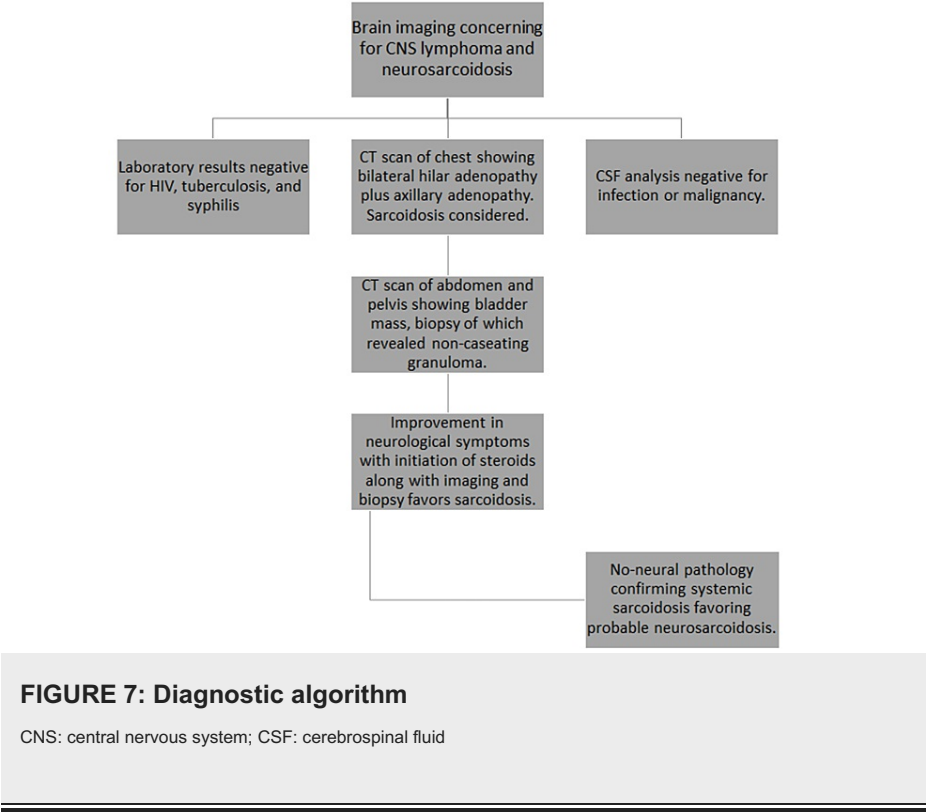 Brain imaging concerning
for CNS lymphoma and
neurosarcoidosis
Laboratory results negative
for HIV, tuberculosis, and
syphilis
CT scan of chest showing
bilateral hilar adenopathy
plus axillary adenopathy.
Sarcoidosis considered.
CSF analysis negative for
infection or malignancy.
CT scan of abdomen and
pelvis showing bladder
mass, biopsy of which
revealed non-caseating
granuloma.
Improvement in
neurological symptoms
with initiation of steroids
along with imaging and
biopsy favors sarcoidosis.
No-neural pathology
confirming systemic
sarcoidosis favoring
probable neurosarcoidosis.
FIGURE 7: Diagnostic algorithm
CNS: central nervous system; CSF: cerebrospinal fluid